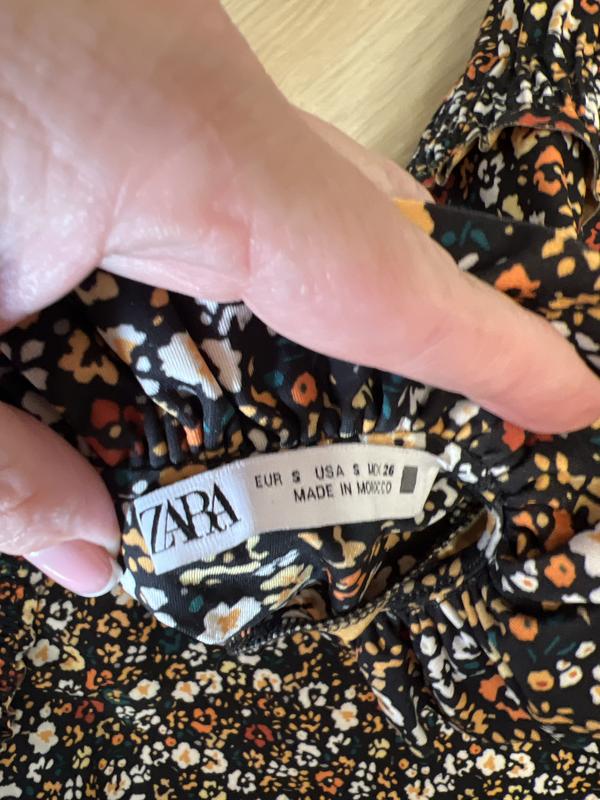 ZARA
EUR S USA S MEX 26
MADE IN MOROCCO